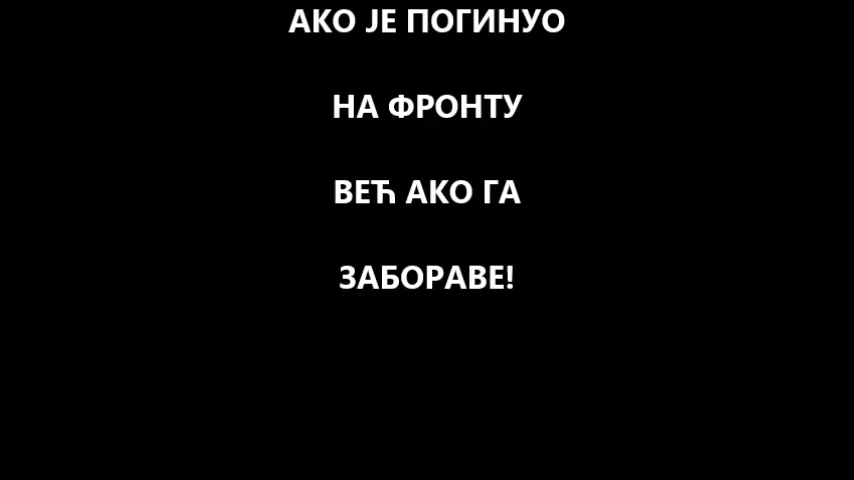 АКО ЈЕ ПОГИНУО
НА ФРОНТУ
ВЕЋ АКО ГА
ЗАБОРАВЕ!